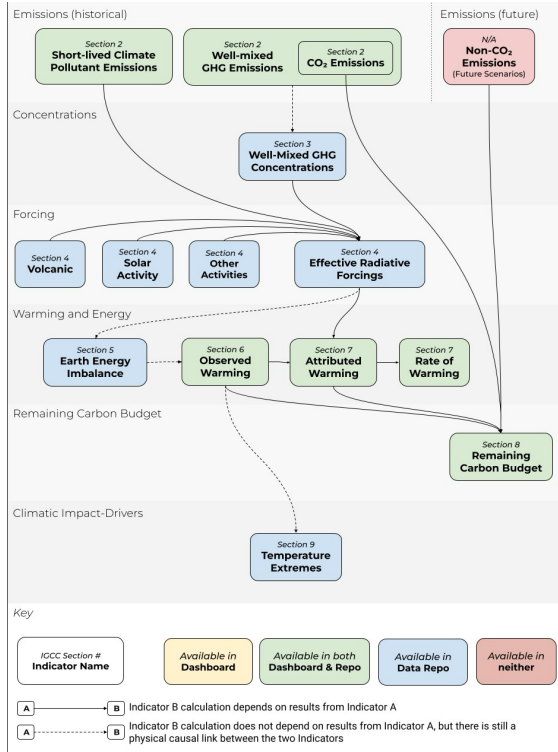 Emissions (historical)
Emissions (future)
Section 2
Short-lived Climate
Pollutant Emissions
Section 2
Well-mixed
GHG Emissions
Section 2
CO₂ Emissions
N/A
Non-CO₂
Emissions
(Future Scenarios)
Concentrations
Section 3
Well-Mixed GHG
Concentrations
Forcing
Section 4
Volcanic
Section 4
Solar
Activity
Section 4
Other
Activities
Section 4
Effective Radiative
Forcings
Warming and Energy
Section 5
Earth Energy
Imbalance
Section 6
Observed
Warming
Section 7
Attributed
Warming
Section 7
Rate of
Warming
Remaining Carbon Budget
Section 8
Remaining
Carbon Budget
Climatic Impact-Drivers
Section 9
Temperature
Extremes
Key
IGCC Section #
Indicator Name
Available in
Dashboard
Available in both
Dashboard & Repo
Available in
Data Repo
Available in
neither
A B Indicator B calculation depends on results from Indicator A
A B Indicator B calculation does not depend on results from Indicator A, but there is still a
physical causal link between the two Indicators